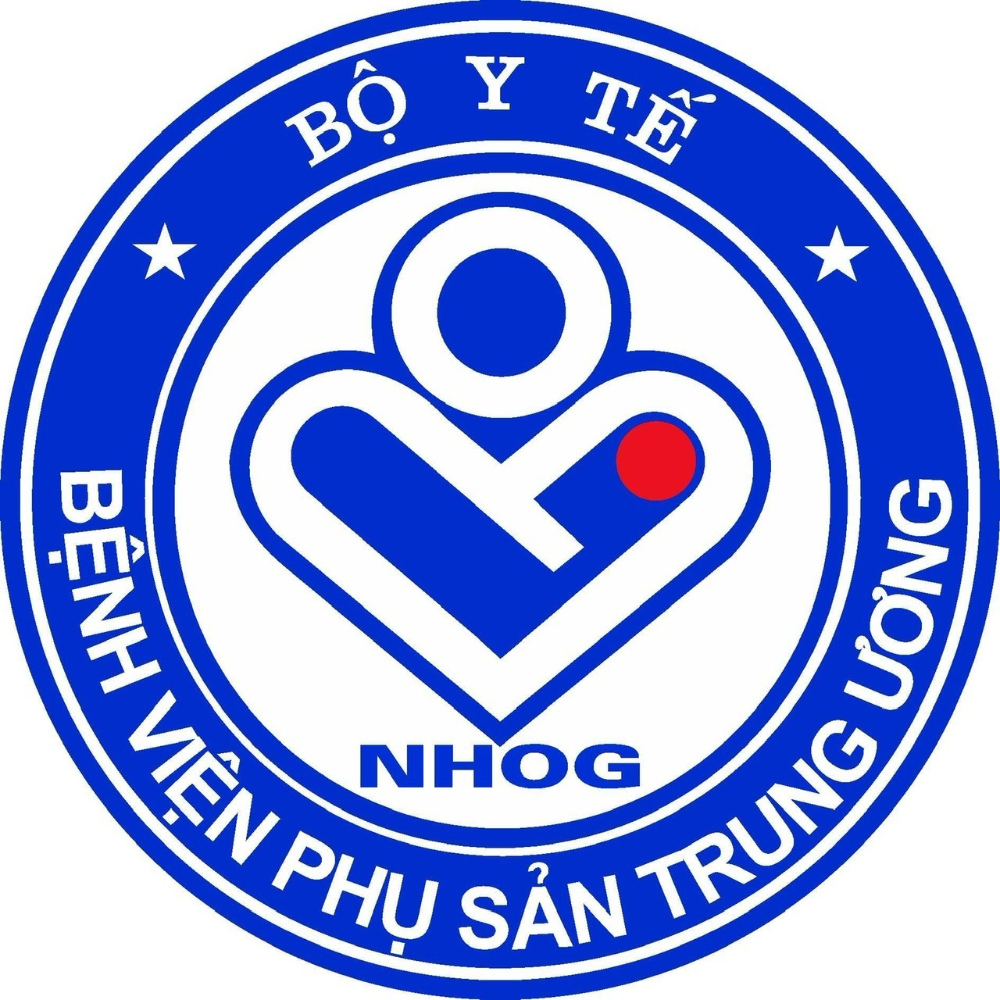 BỘ Y TẾ
NHOG
BỆNH VIỆN PHỤ SẢN TRUNG ƯƠNG